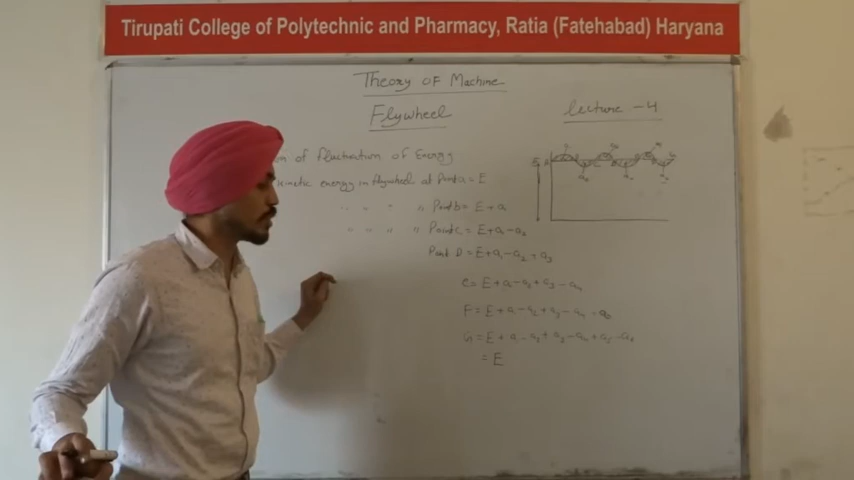 Tirupati College of Polytechnic and Pharmacy, Ratia (Fatehabad) Haryana
Theory OF Machine
Flywheel
lecture - 4
of fluctuation of Energy
kinetic energy in flywheel at Point a = E
" " " " Point b = E + a₁
" " " " Point c = E + a₁ - a₂
Point D = E + a₁ - a₂ + a₃
e = E + a₁ - a₂ + a₃ - a₄
F = E + a₁ - a₂ + a₃ - a₄ + a₅
G = E + a₁ - a₂ + a₃ - a₄ + a₅ - a₆
= E